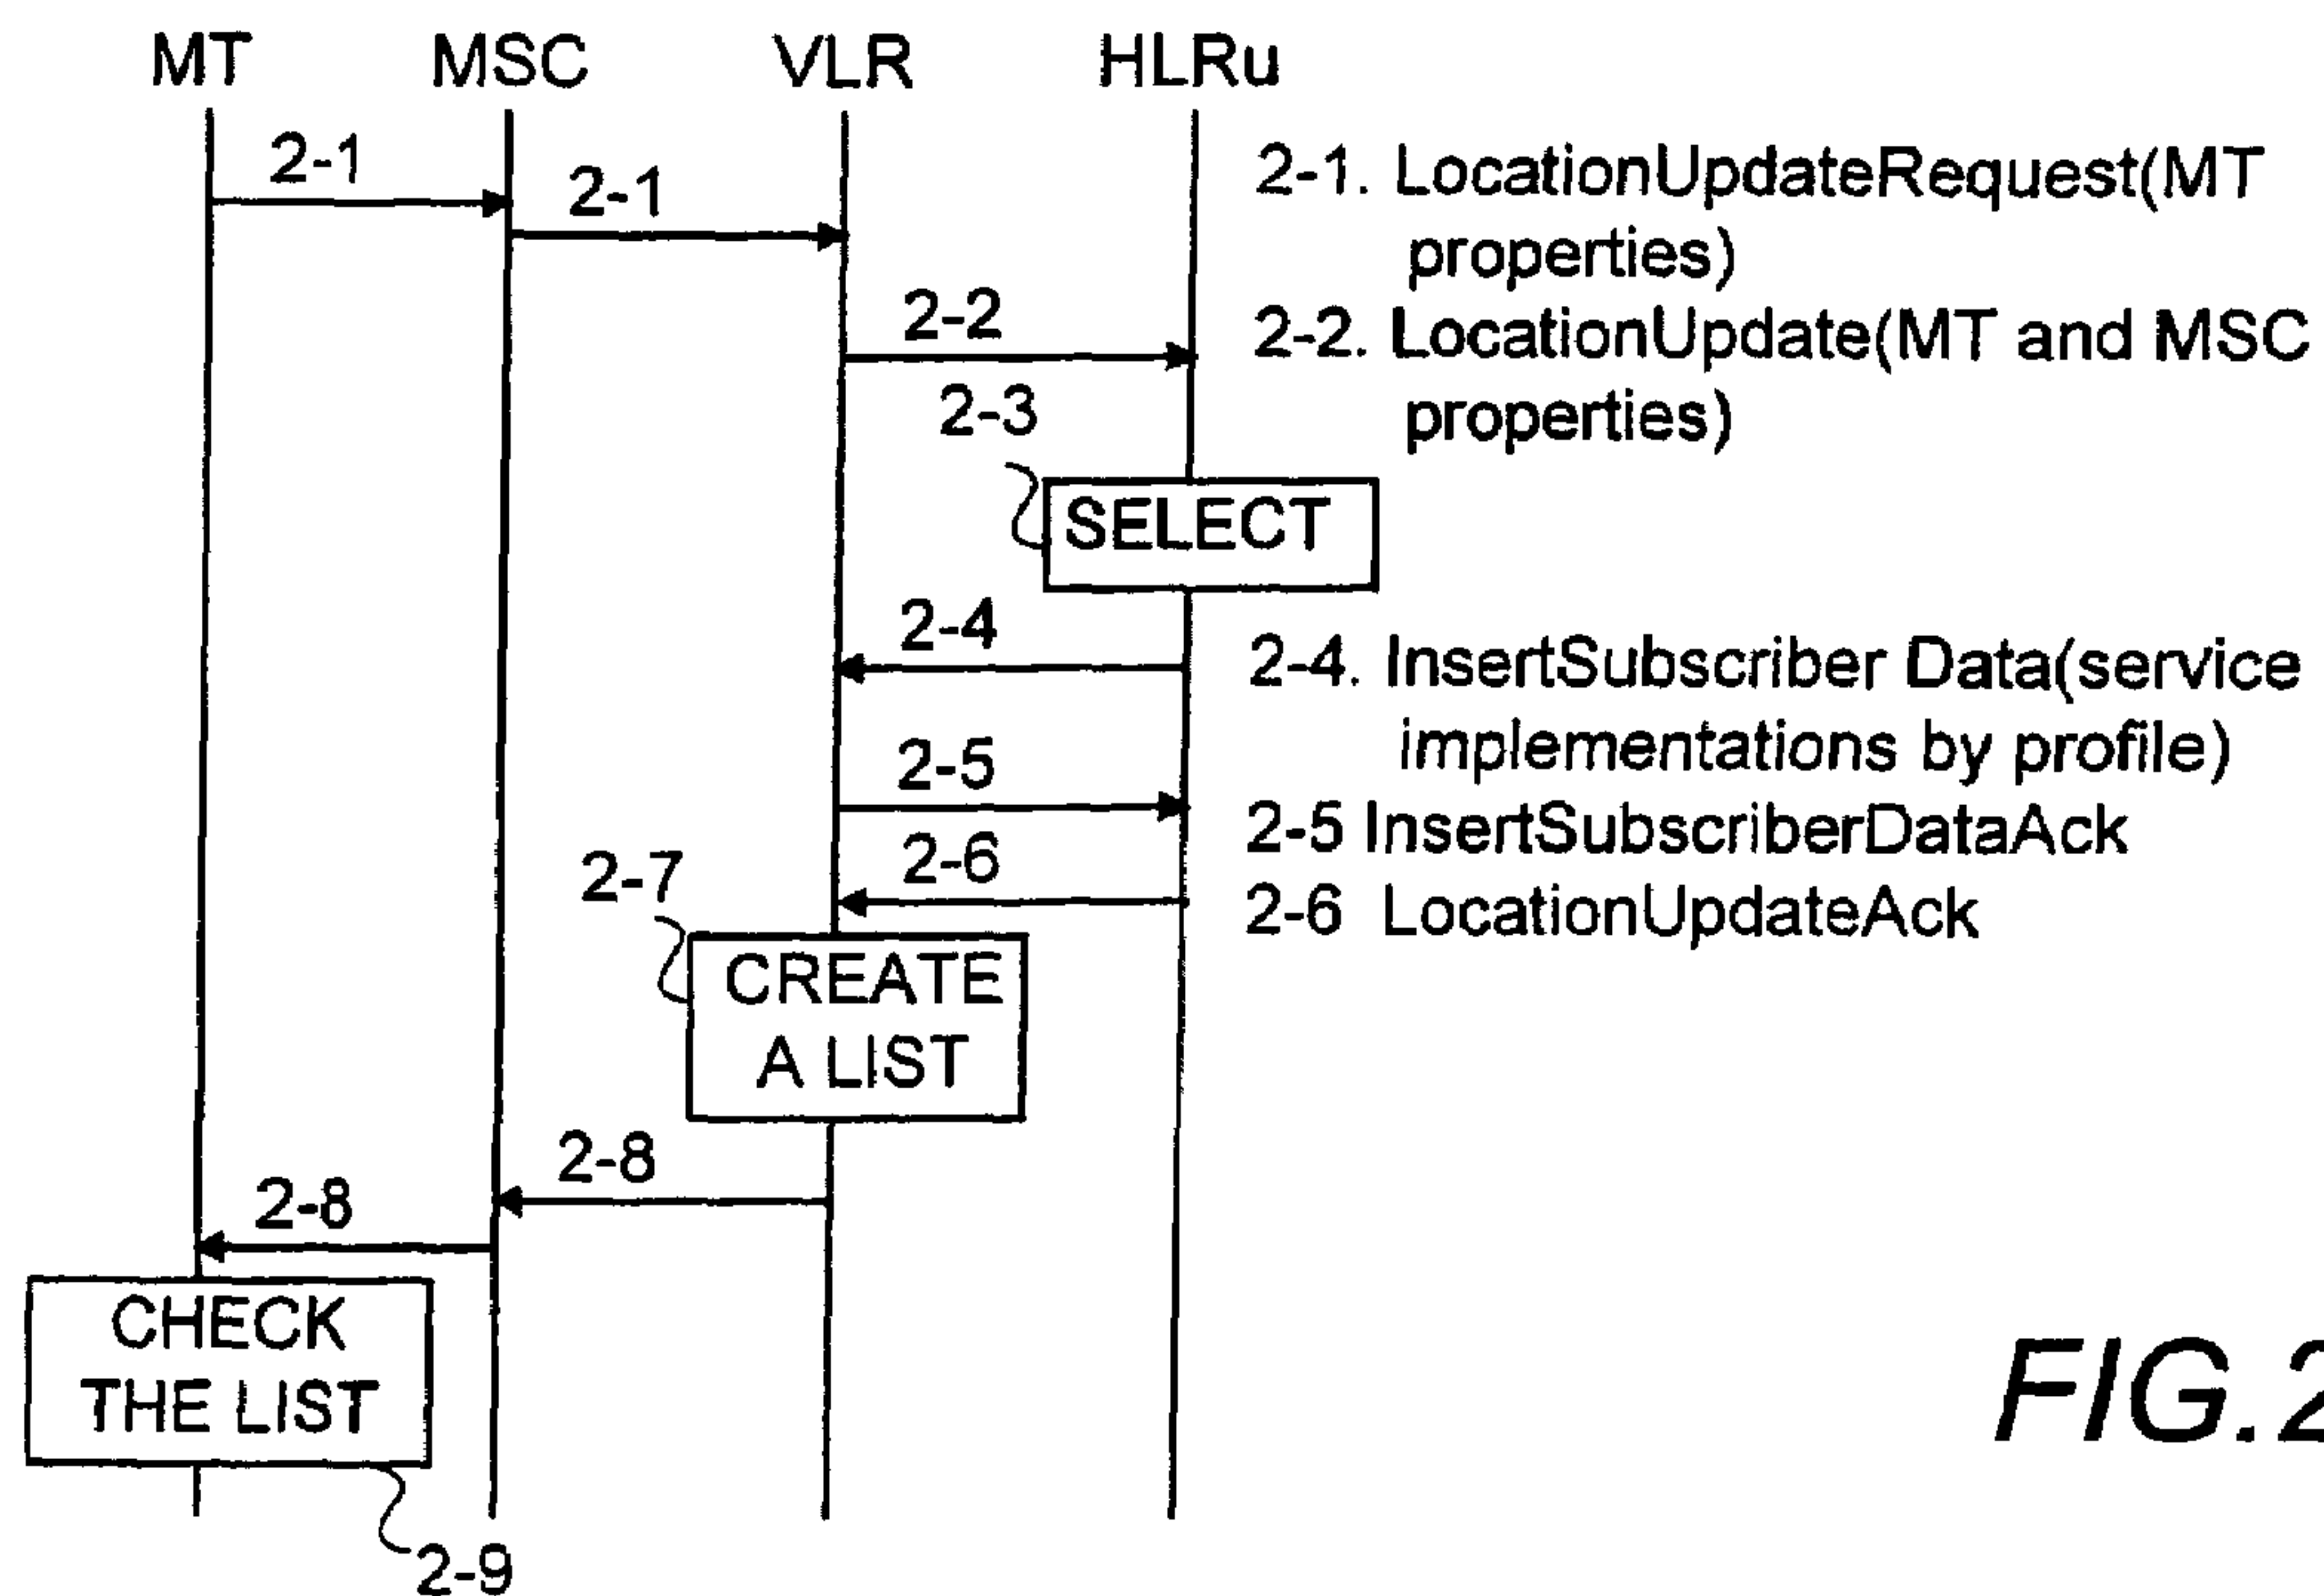 MT MSC VLR HLRu
2-1
2-1
2-1. LocationUpdateRequest(MT
properties)
2-2
2-2. LocationUpdate(MT and MSC
properties)
2-3
SELECT
2-4
2-4. InsertSubscriber Data(service
implementations by profile)
2-5
2-5 InsertSubscriberDataAck
2-6
2-6 LocationUpdateAck
2-7
CREATE
A LIST
2-8
2-8
CHECK
THE LIST
2-9
FIG.2